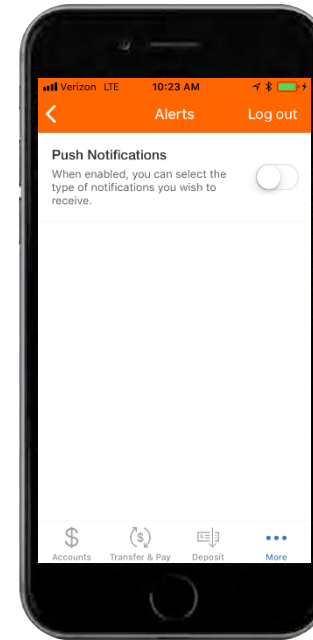 Verizon LTE 10:23 AM
Alerts Log out
Push Notifications
When enabled, you can select the
type of notifications you wish to
receive.
$ ($)
Accounts Transfer & Pay Deposit More